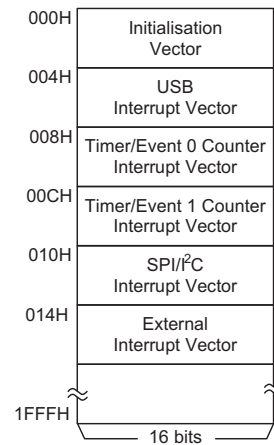 000H
Initialisation
Vector
004H
USB
Interrupt Vector
008H
Timer/Event 0 Counter
Interrupt Vector
00CH
Timer/Event 1 Counter
Interrupt Vector
010H
SPI/I²C
Interrupt Vector
014H
External
Interrupt Vector
1FFFH
16 bits